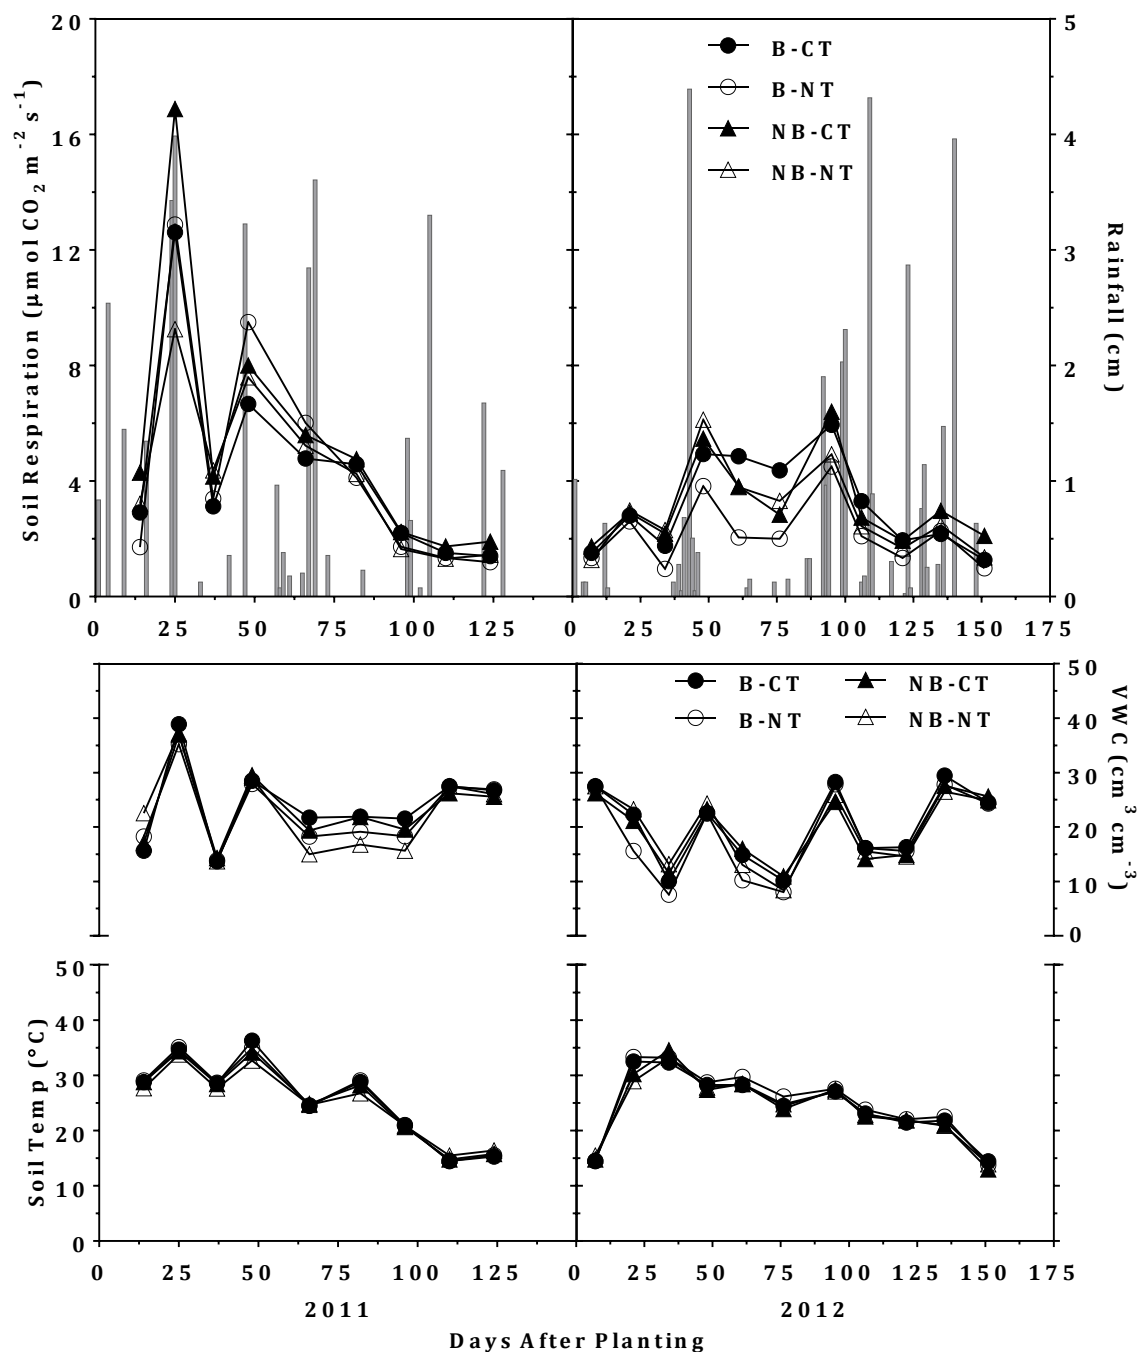 20
16
12
8
4
0
Soil Respiration (µmol CO₂ m⁻² s⁻¹)
0 25 50 75 100 125
B-CT
B-NT
NB-CT
NB-NT
5
4
3
2
1
0
Rainfall (cm)
0 25 50 75 100 125 150 175
B-CT NB-CT
B-NT NB-NT
50
40
30
20
10
0
VWC (cm³ cm⁻³)
50
40
30
20
10
0
Soil Temp (°C)
0 25 50 75 100 125
0 25 50 75 100 125 150 175
2011 2012
Days After Planting